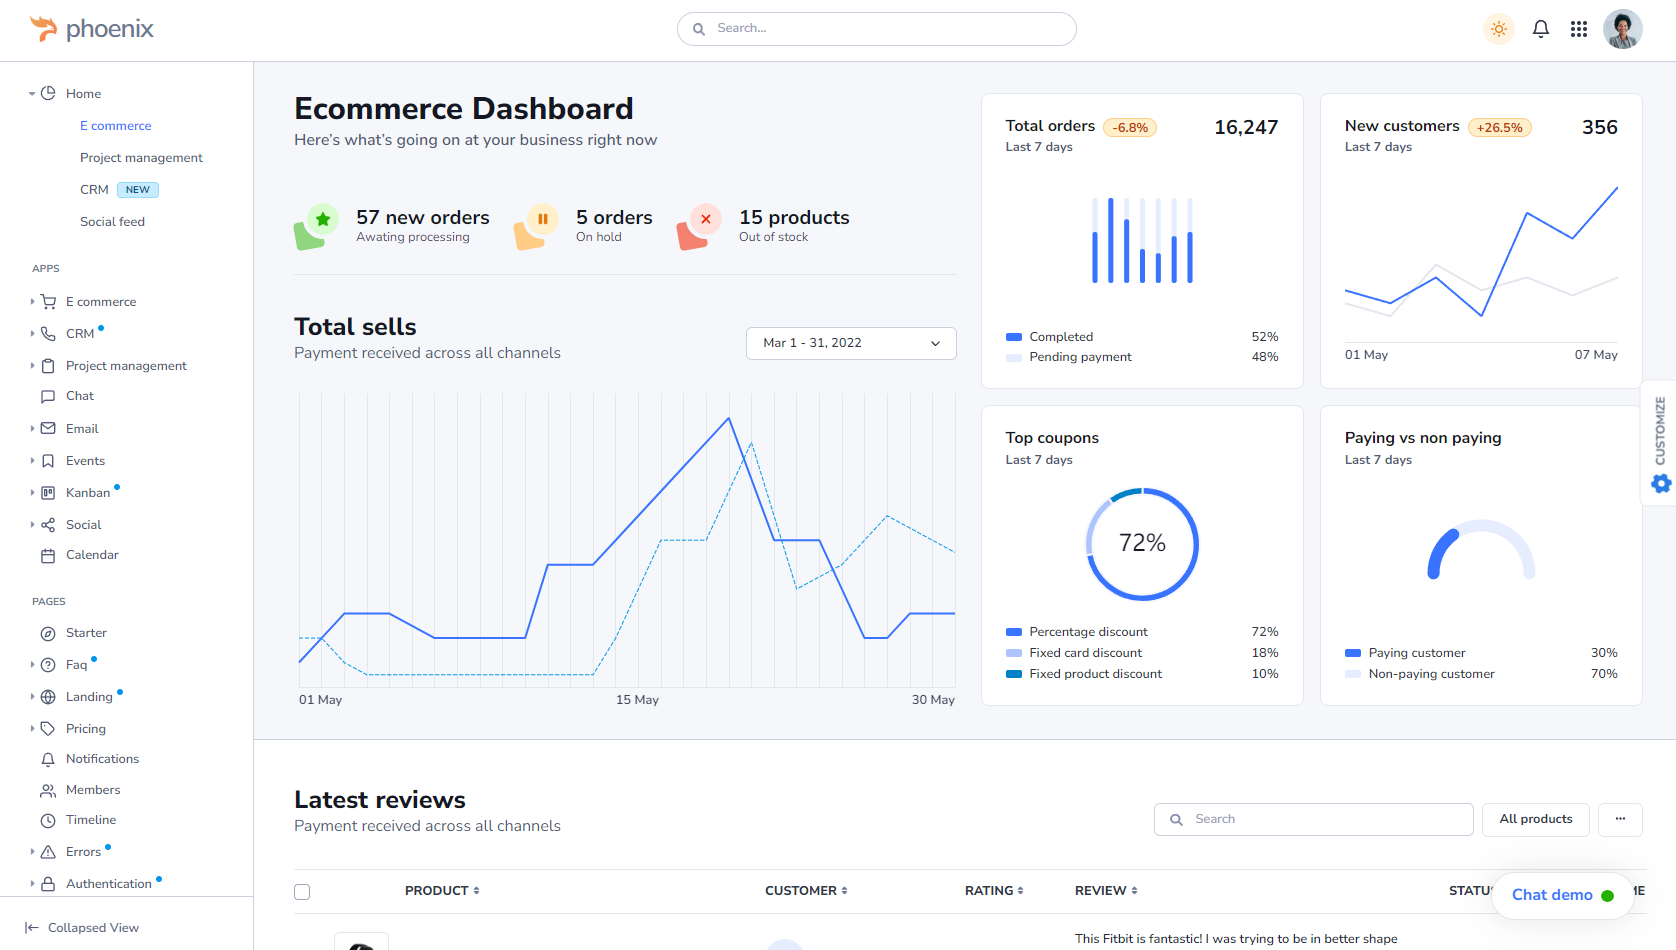 phoenix
Search...
Home
E commerce
Project management
CRM NEW
Social feed
APPS
E commerce
CRM
Project management
Chat
Email
Events
Kanban
Social
Calendar
PAGES
Starter
Faq
Landing
Pricing
Notifications
Members
Timeline
Errors
Authentication
Collapsed View
Ecommerce Dashboard
Here's what's going on at your business right now
57 new orders
Awating processing
5 orders
On hold
15 products
Out of stock
Total sells
Payment received across all channels
Mar 1 - 31, 2022
01 May 15 May 30 May
Total orders -6.8% 16,247
Last 7 days
Completed 52%
Pending payment 48%
New customers +26.5% 356
Last 7 days
01 May 07 May
Top coupons
Last 7 days
72%
Percentage discount 72%
Fixed card discount 18%
Fixed product discount 10%
Paying vs non paying
Last 7 days
Paying customer 30%
Non-paying customer 70%
CUSTOMIZE
Latest reviews
Payment received across all channels
Search
All products
...
PRODUCT CUSTOMER RATING REVIEW
Chat demo
This Fitbit is fantastic! I was trying to be in better shape